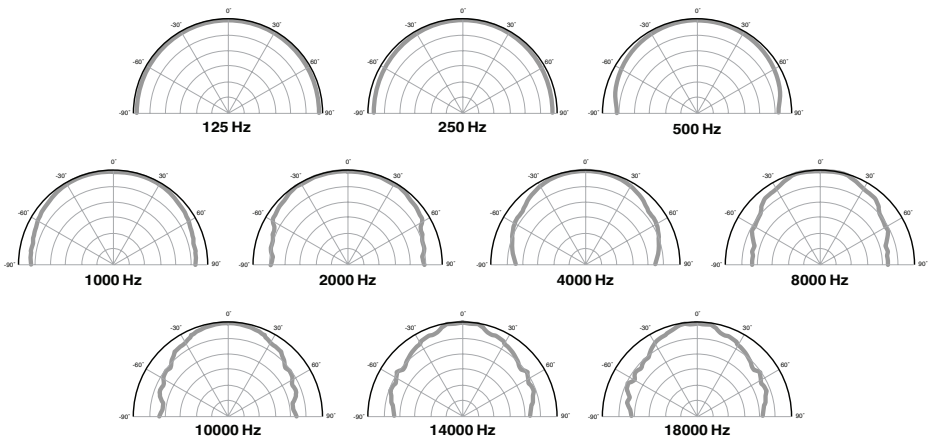 0˚ 0˚ 0˚
-30˚ 30˚ -30˚ 30˚ -30˚ 30˚
-60˚ 60˚ -60˚ 60˚ -60˚ 60˚
-90˚ 90˚ -90˚ 90˚ -90˚ 90˚
125 Hz 250 Hz 500 Hz
0˚ 0˚ 0˚ 0˚
-30˚ 30˚ -30˚ 30˚ -30˚ 30˚ -30˚ 30˚
-60˚ 60˚ -60˚ 60˚ -60˚ 60˚ -60˚ 60˚
-90˚ 90˚ -90˚ 90˚ -90˚ 90˚ -90˚ 90˚
1000 Hz 2000 Hz 4000 Hz 8000 Hz
0˚ 0˚ 0˚
-30˚ 30˚ -30˚ 30˚ -30˚ 30˚
-60˚ 60˚ -60˚ 60˚ -60˚ 60˚
-90˚ 90˚ -90˚ 90˚ -90˚ 90˚
10000 Hz 14000 Hz 18000 Hz